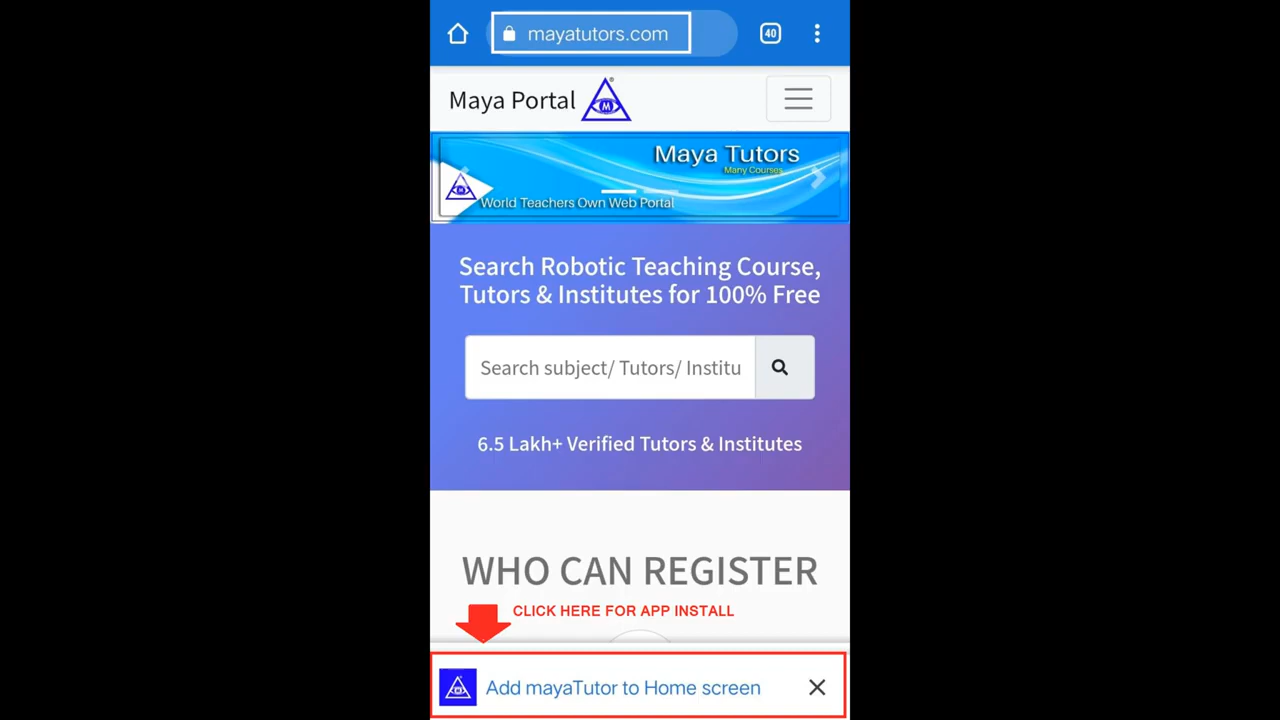 mayatutors.com
40
Maya Portal
M
Maya Tutors
Many Courses
World Teachers Own Web Portal
Search Robotic Teaching Course,
Tutors & Institutes for 100% Free
Search subject/ Tutors/ Institu
6.5 Lakh+ Verified Tutors & Institutes
WHO CAN REGISTER
CLICK HERE FOR APP INSTALL
Add mayaTutor to Home screen